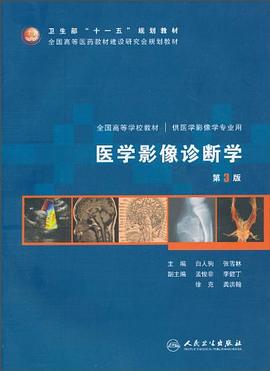 卫生部“十一五”规划教材
全国高等医药教材建设研究会规划教材
全国高等学校教材 | 供医学影像学专业用
医学影像诊断学
第3版
主编 白人驹 张雪林
副主编 孟悛非 李健丁
徐克 龚洪翰
人民卫生出版社